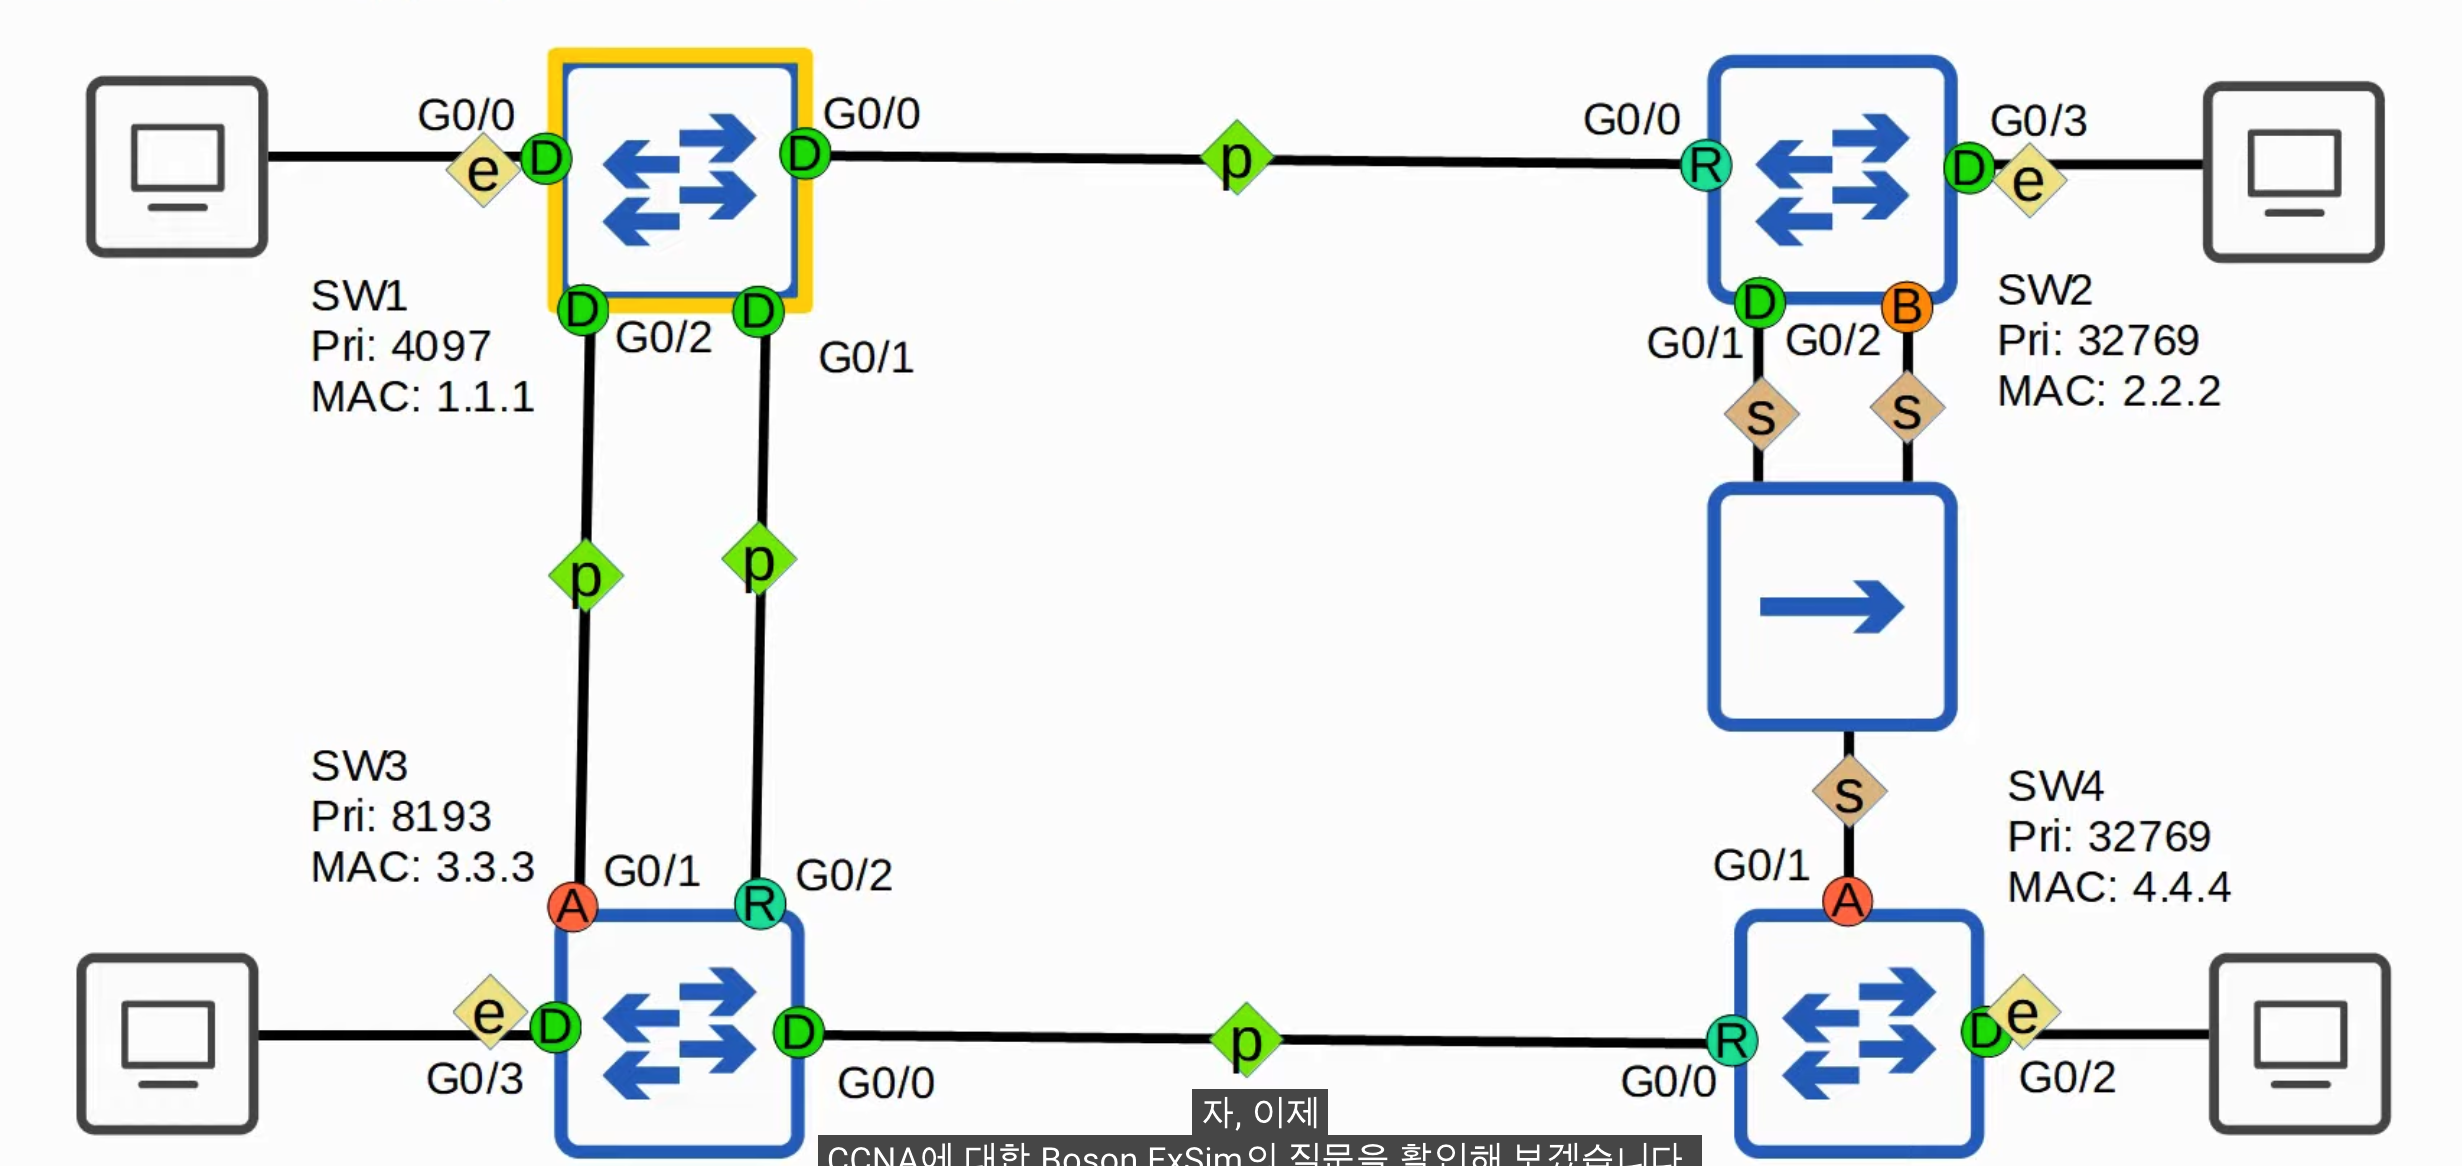 G0/0
e
D
D
G0/0
p
G0/0
R
D
e
G0/3
SW1
Pri: 4097
MAC: 1.1.1
D
G0/2
D
G0/1
D
G0/1
G0/2
B
SW2
Pri: 32769
MAC: 2.2.2
s
s
p
p
s
SW3
Pri: 8193
MAC: 3.3.3
G0/1
A
R
G0/2
G0/1
A
SW4
Pri: 32769
MAC: 4.4.4
e
D
G0/3
D
G0/0
p
R
G0/0
D
e
G0/2
자, 이제
CCNA에 대한 Boson ExSim의 질문을 확인해 보겠습니다